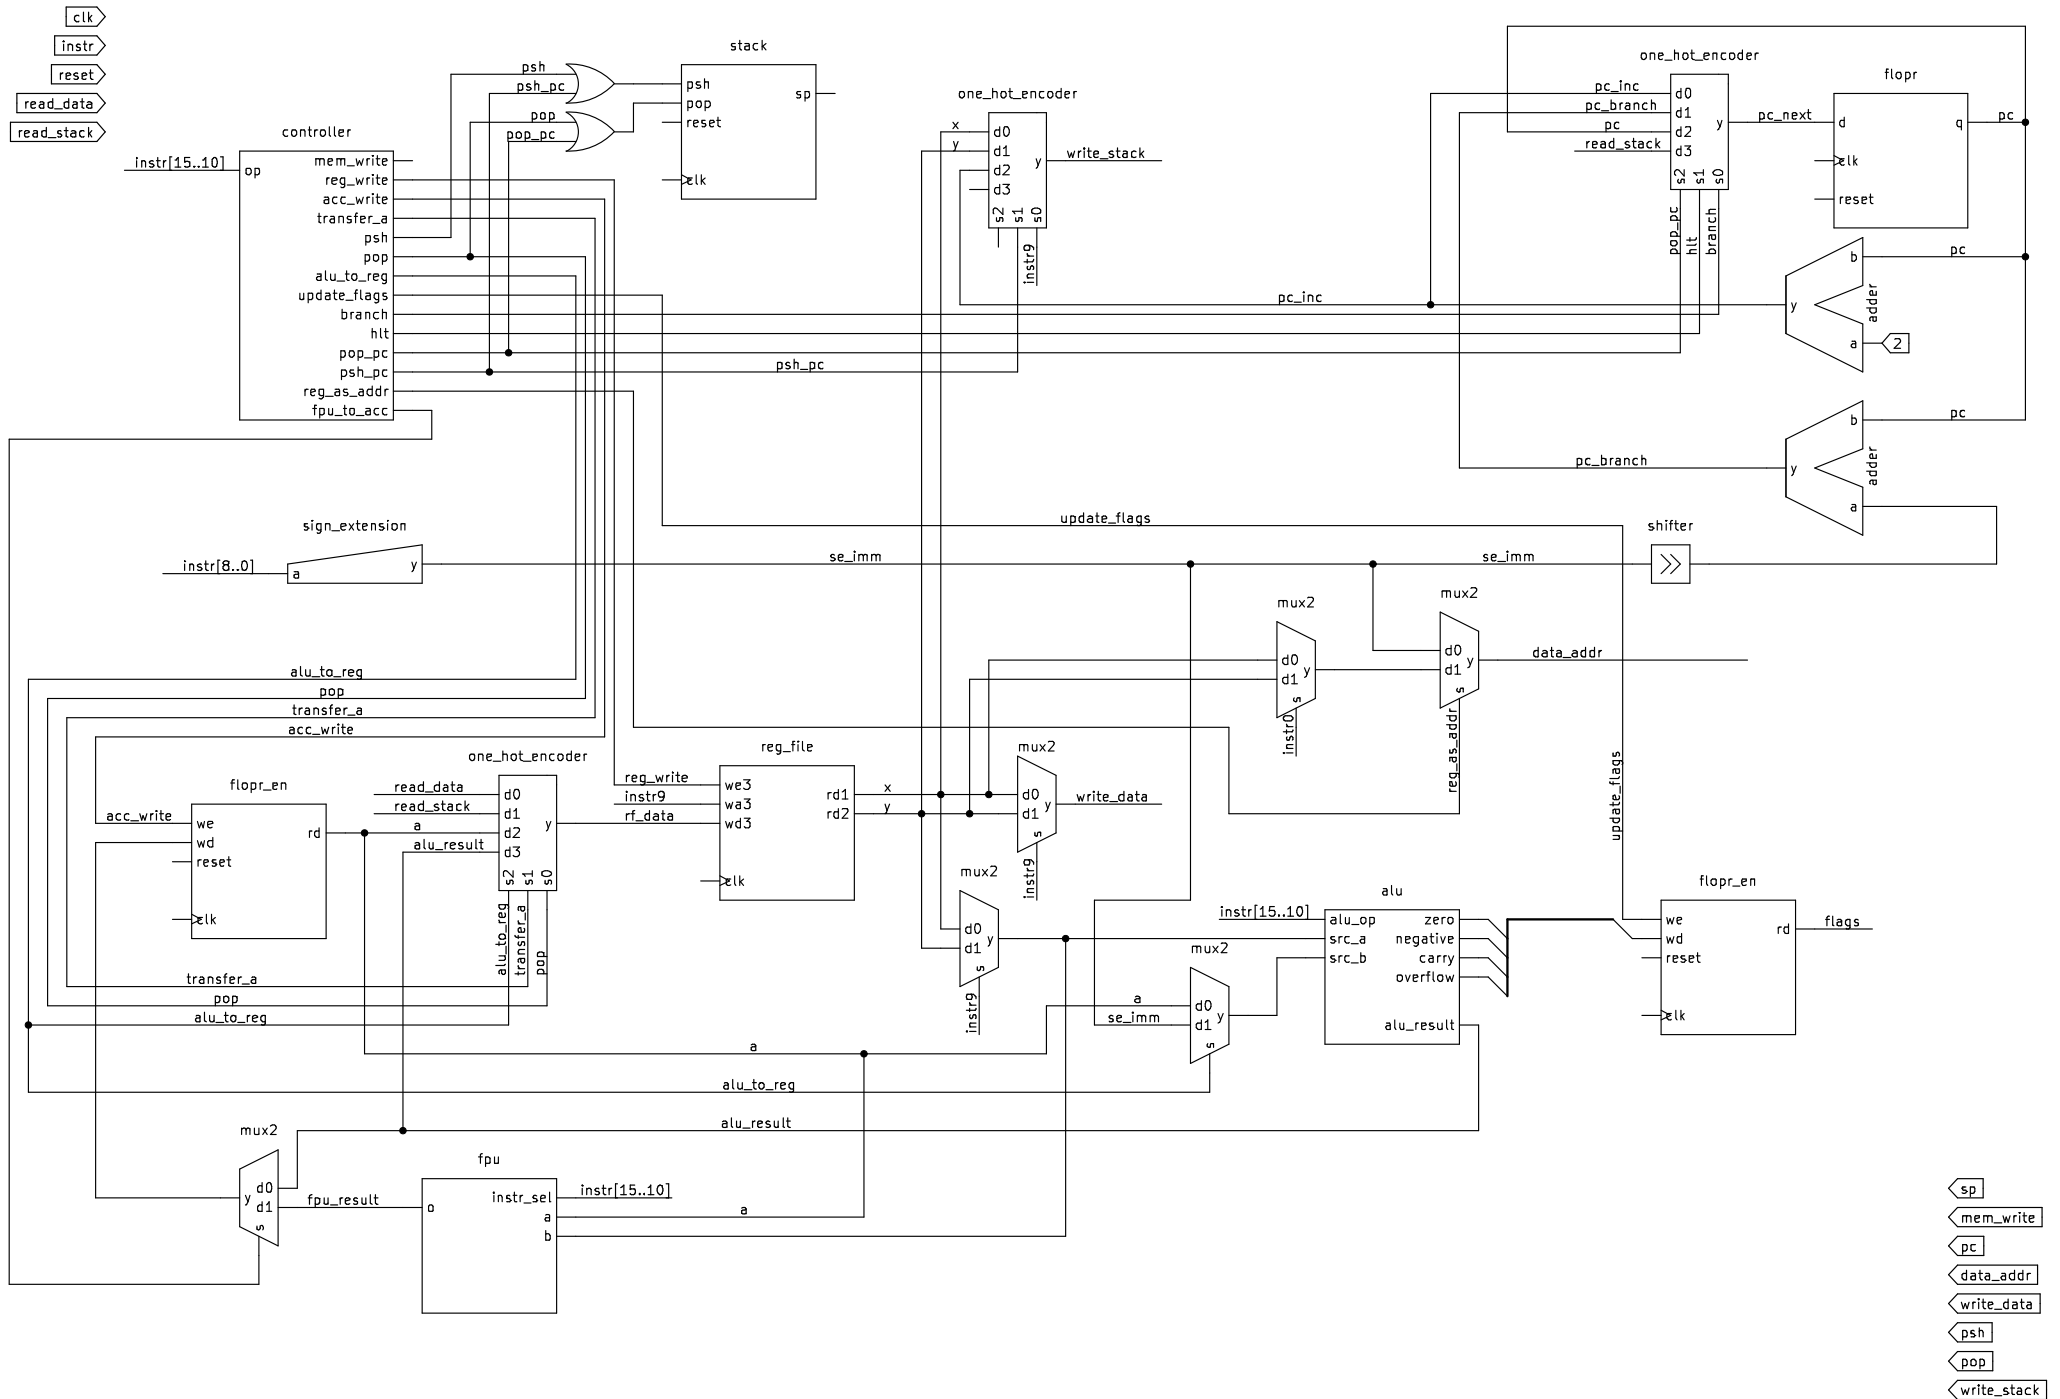 clk
instr
reset
read_data
read_stack
controller
instr[15..10]
op
mem_write
reg_write
acc_write
transfer_a
psh
pop
alu_to_reg
update_flags
branch
hlt
pop_pc
psh_pc
reg_as_addr
fpu_to_acc
psh
psh_pc
pop
pop_pc
stack
psh
pop
reset
clk
sp
one_hot_encoder
x
y
d0
d1
d2
d3
y
s2
s1
s0
write_stack
instr9
psh_pc
pc_inc
one_hot_encoder
pc_inc
pc_branch
pc
read_stack
d0
d1
d2
d3
y
s2
s1
s0
pop_pc
hlt
branch
pc_next
flopr
d
q
clk
reset
pc
pc
b
y
a
adder
2
pc
b
y
a
adder
pc_branch
sign_extension
instr[8..0]
a
y
se_imm
update_flags
se_imm
shifter
mux2
d0
d1
y
s
instr0
mux2
d0
d1
y
s
reg_as_addr
data_addr
update_flags
alu_to_reg
pop
transfer_a
acc_write
flopr_en
acc_write
we
wd
reset
clk
rd
a
one_hot_encoder
read_data
read_stack
alu_result
d0
d1
d2
d3
y
s2
s1
s0
alu_to_reg
transfer_a
pop
reg_file
reg_write
instr9
rf_data
we3
wa3
wd3
clk
rd1
rd2
x
y
mux2
d0
d1
y
s
instr9
write_data
mux2
d0
d1
y
s
instr9
mux2
a
se_imm
d0
d1
y
s
alu
instr[15..10]
alu_op
src_a
src_b
zero
negative
carry
overflow
alu_result
flopr_en
we
wd
reset
clk
rd
flags
transfer_a
pop
alu_to_reg
a
alu_to_reg
alu_result
mux2
d0
d1
y
s
fpu_result
fpu
o
instr_sel
a
b
instr[15..10]
a
sp
mem_write
pc
data_addr
write_data
psh
pop
write_stack